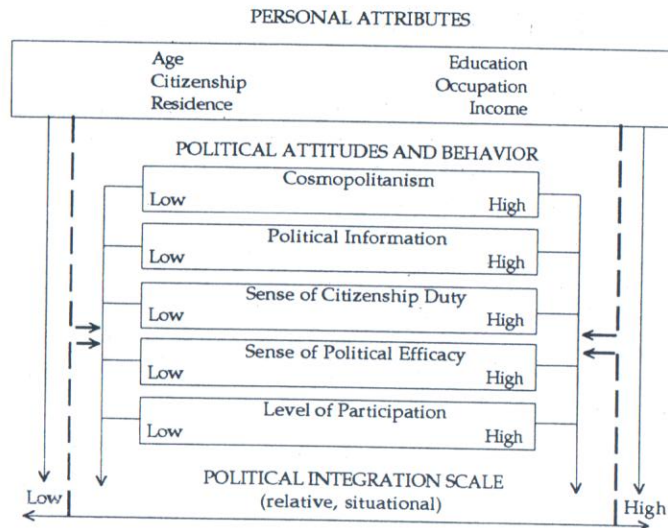 PERSONAL ATTRIBUTES
Age Education
Citizenship Occupation
Residence Income
POLITICAL ATTITUDES AND BEHAVIOR
Cosmopolitanism
Low High
Political Information
Low High
Sense of Citizenship Duty
Low High
Sense of Political Efficacy
Low High
Level of Participation
Low High
POLITICAL INTEGRATION SCALE
Low (relative, situational) High